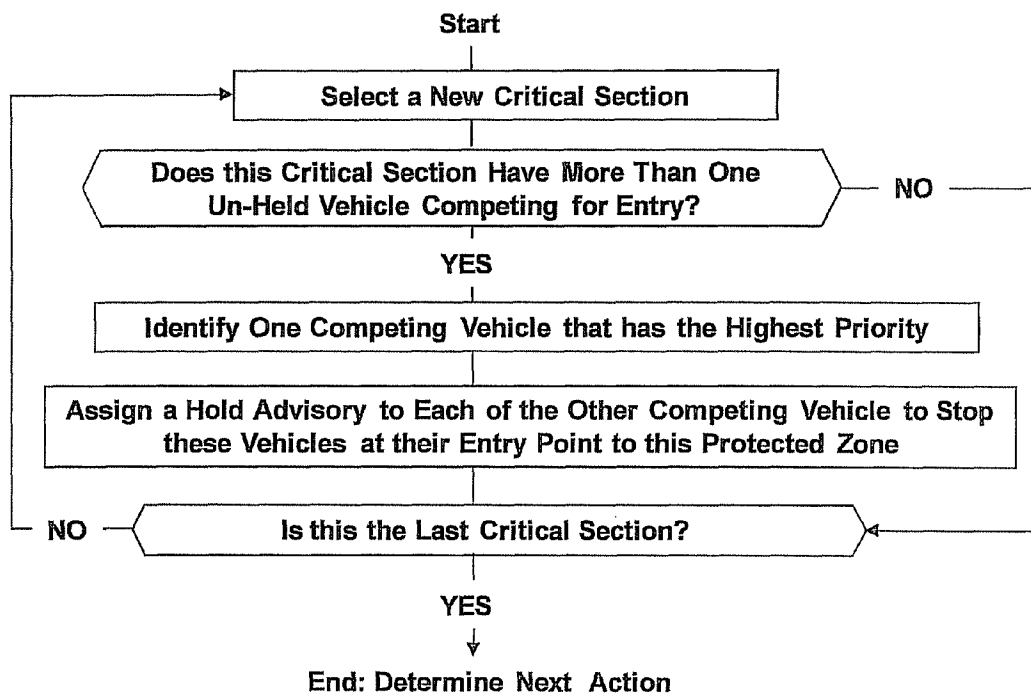 Start
Select a New Critical Section
Does this Critical Section Have More Than One
Un-Held Vehicle Competing for Entry?
NO
YES
Identify One Competing Vehicle that has the Highest Priority
Assign a Hold Advisory to Each of the Other Competing Vehicle to Stop
these Vehicles at their Entry Point to this Protected Zone
NO
Is this the Last Critical Section?
YES
End: Determine Next Action